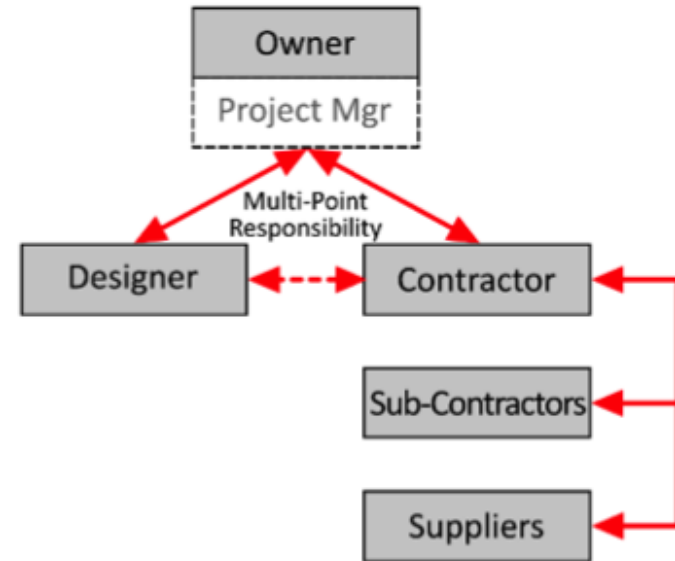 Owner
Project Mgr
Multi-Point
Responsibility
Designer
Contractor
Sub-Contractors
Suppliers